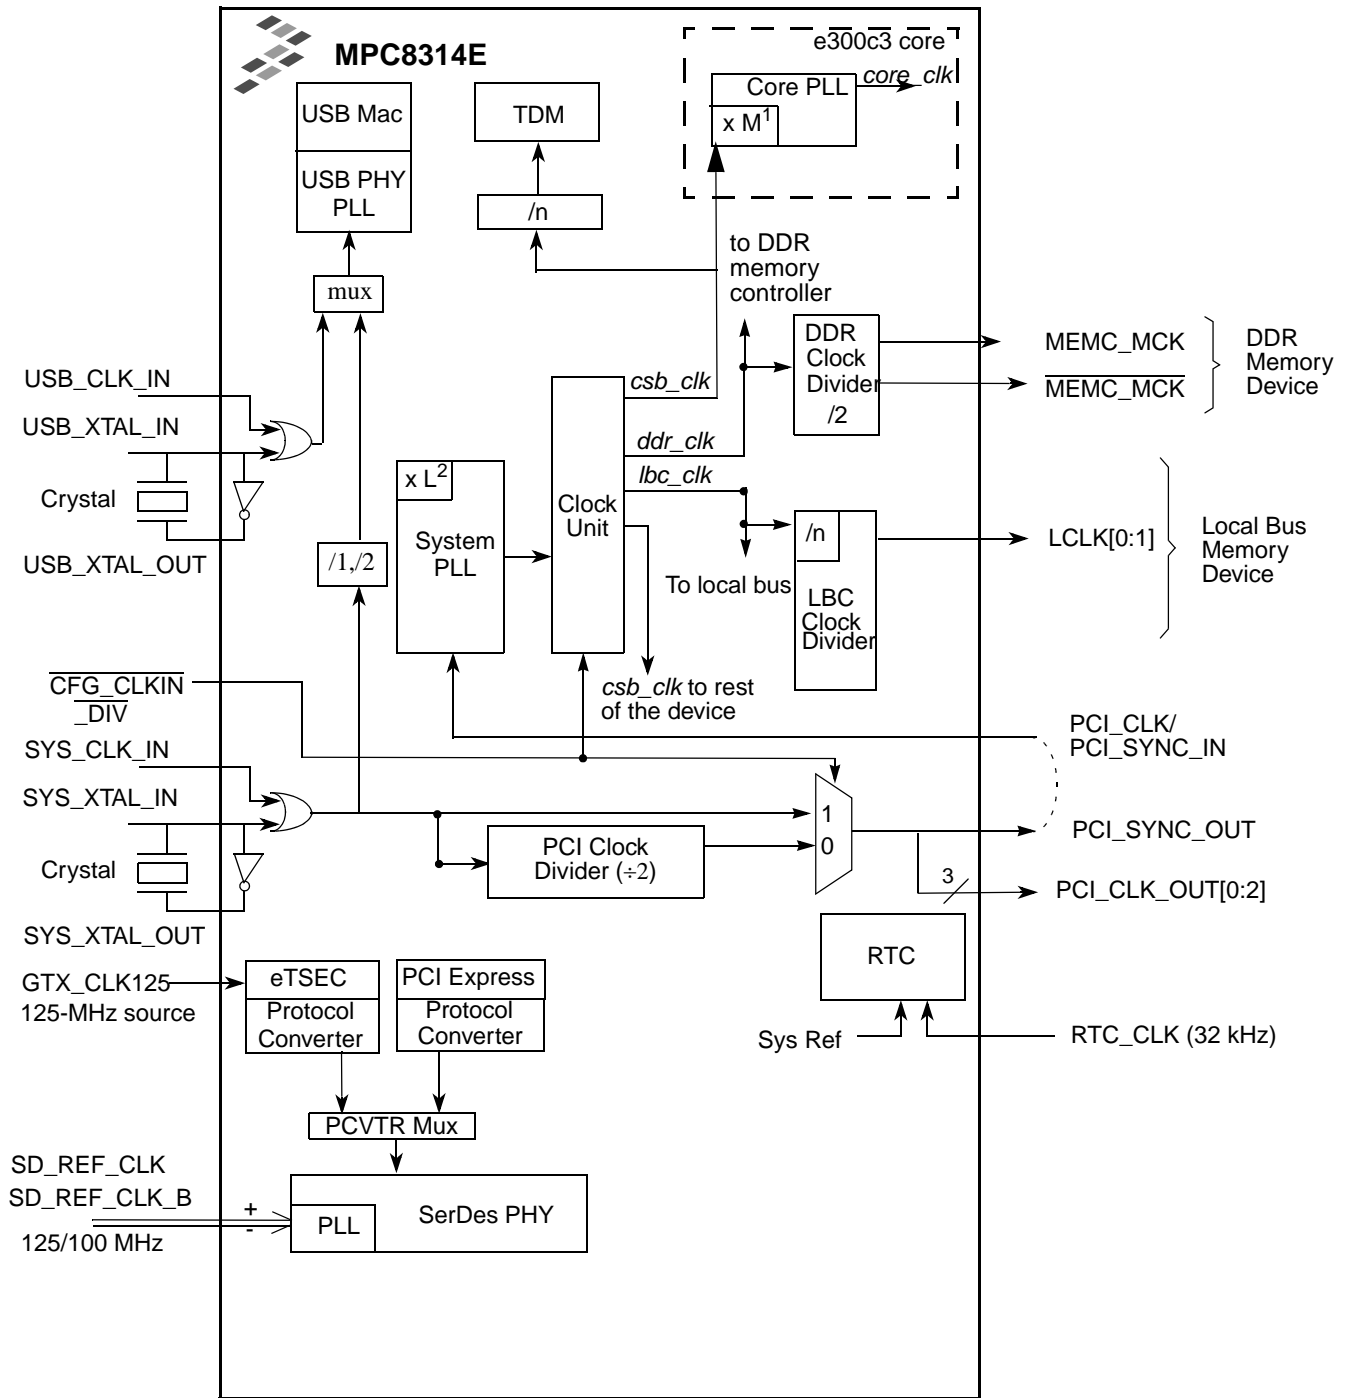 MPC8314E
e300c3 core
Core PLL
core_clk
x M1
USB Mac
USB PHY
PLL
TDM
/n
mux
to DDR
memory
controller
DDR
Clock
Divider
/2
MEMC_MCK
MEMC_MCK
DDR
Memory
Device
USB_CLK_IN
USB_XTAL_IN
Crystal
USB_XTAL_OUT
/1,/2
x L2
System
PLL
Clock
Unit
csb_clk
ddr_clk
lbc_clk
To local bus
/n
LBC
Clock
Divider
LCLK[0:1]
Local Bus
Memory
Device
csb_clk to rest
of the device
CFG_CLKIN
_DIV
SYS_CLK_IN
SYS_XTAL_IN
Crystal
SYS_XTAL_OUT
PCI Clock
Divider (÷2)
1
0
PCI_CLK/
PCI_SYNC_IN
PCI_SYNC_OUT
3
PCI_CLK_OUT[0:2]
GTX_CLK125
125-MHz source
eTSEC
Protocol
Converter
PCI Express
Protocol
Converter
RTC
Sys Ref
RTC_CLK (32 kHz)
PCVTR Mux
SD_REF_CLK
SD_REF_CLK_B
+
-
125/100 MHz
PLL
SerDes PHY